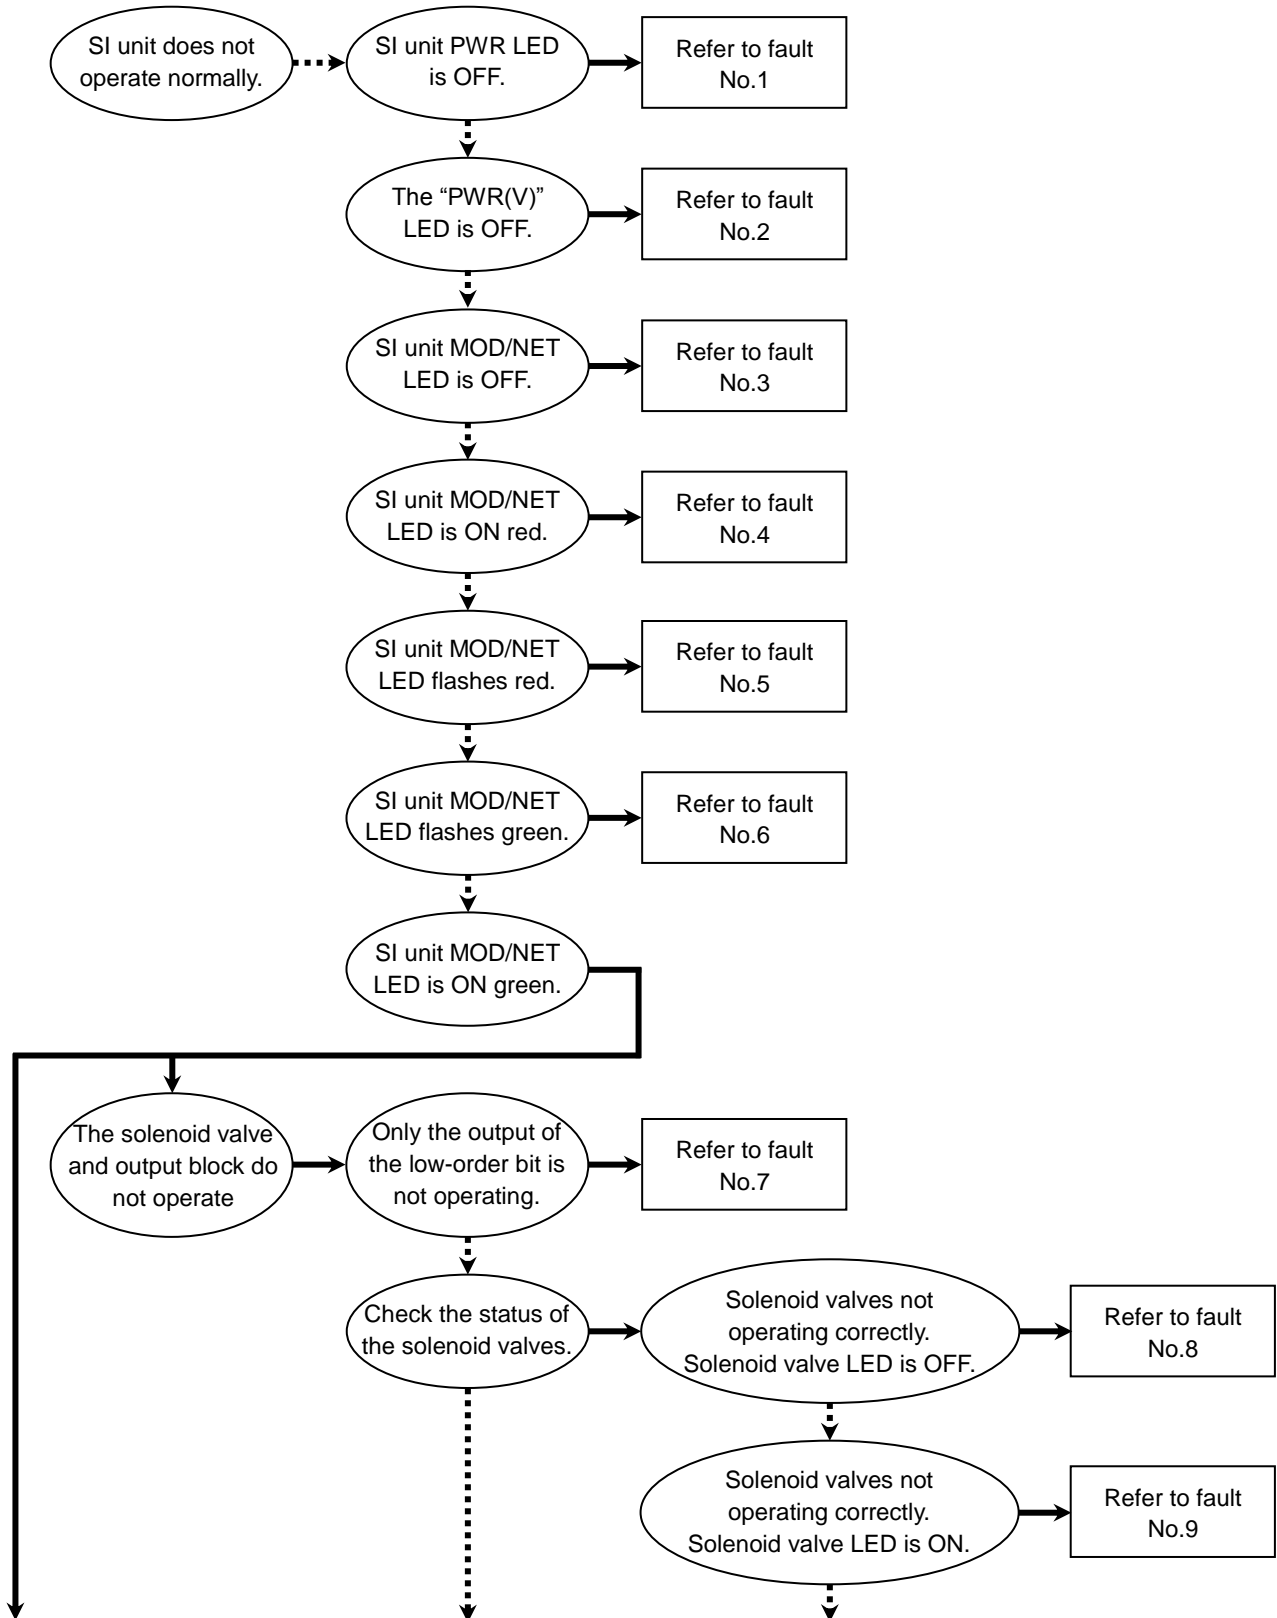 SI unit does not
operate normally.
SI unit PWR LED
is OFF.
Refer to fault
No.1
The “PWR(V)”
LED is OFF.
Refer to fault
No.2
SI unit MOD/NET
LED is OFF.
Refer to fault
No.3
SI unit MOD/NET
LED is ON red.
Refer to fault
No.4
SI unit MOD/NET
LED flashes red.
Refer to fault
No.5
SI unit MOD/NET
LED flashes green.
Refer to fault
No.6
SI unit MOD/NET
LED is ON green.
The solenoid valve
and output block do
not operate
Only the output of
the low-order bit is
not operating.
Refer to fault
No.7
Check the status of
the solenoid valves.
Solenoid valves not
operating correctly.
Solenoid valve LED is OFF.
Refer to fault
No.8
Solenoid valves not
operating correctly.
Solenoid valve LED is ON.
Refer to fault
No.9